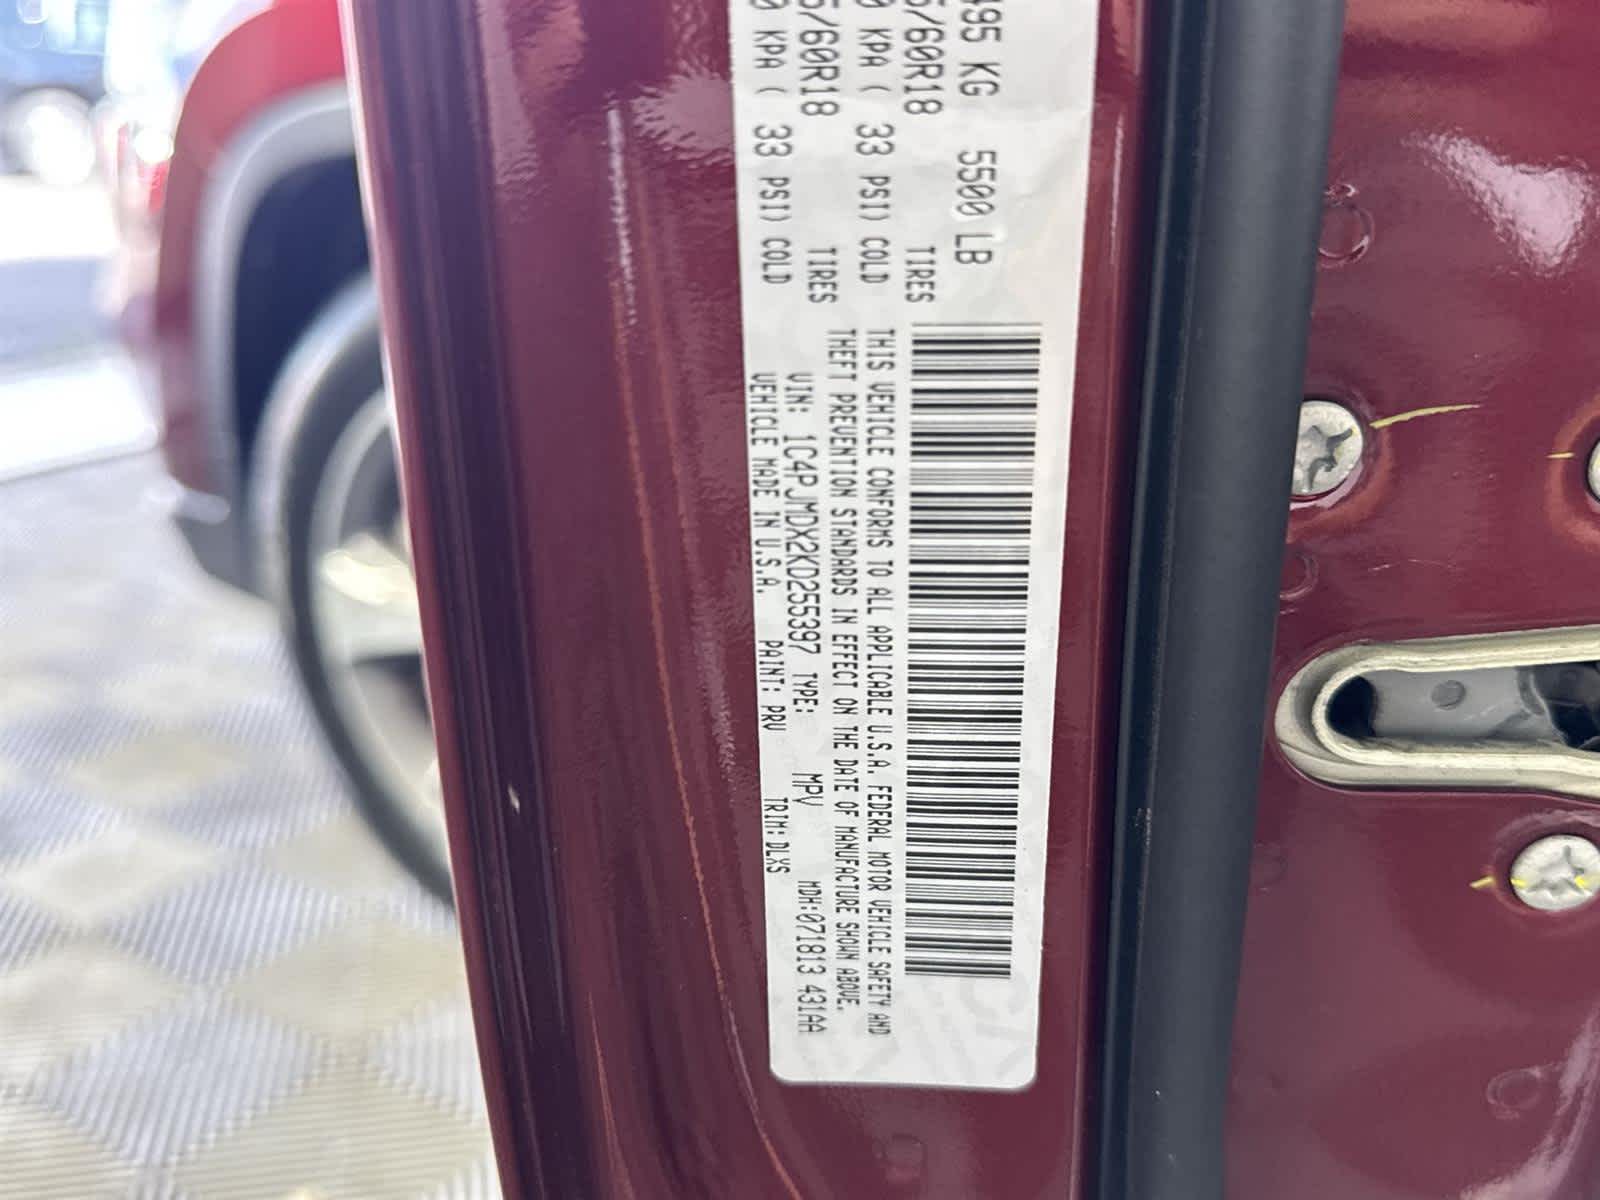 495 KG 5500 LB
5/60R18 TIRES
0 KPA ( 33 PSI) COLD
5/60R18 TIRES
0 KPA ( 33 PSI) COLD
THIS VEHICLE CONFORMS TO ALL APPLICABLE U.S.A. FEDERAL MOTOR VEHICLE SAFETY AND
THEFT PREVENTION STANDARDS IN EFFECT ON THE DATE OF MANUFACTURE SHOWN ABOVE.
VIN: 1C4PJMDX2KD255397 TYPE: MPV MDH:071813 431AA
VEHICLE MADE IN U.S.A. PAINT: PRV TRIM: DLXS